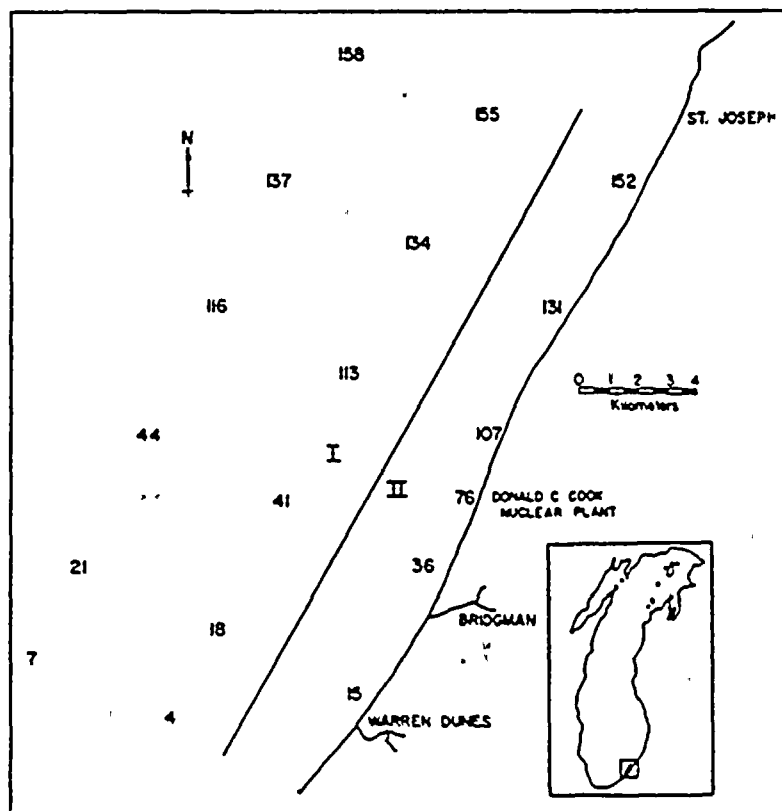 158
155
ST. JOSEPH
N
137
152
134
116
131
113
0 1 2 3 4
Kilometers
44
107
I
II
41
76
DONALD C COOK
NUCLEAR PLANT
21
36
BRIDGMAN
18
7
15
4
WARREN DUNES